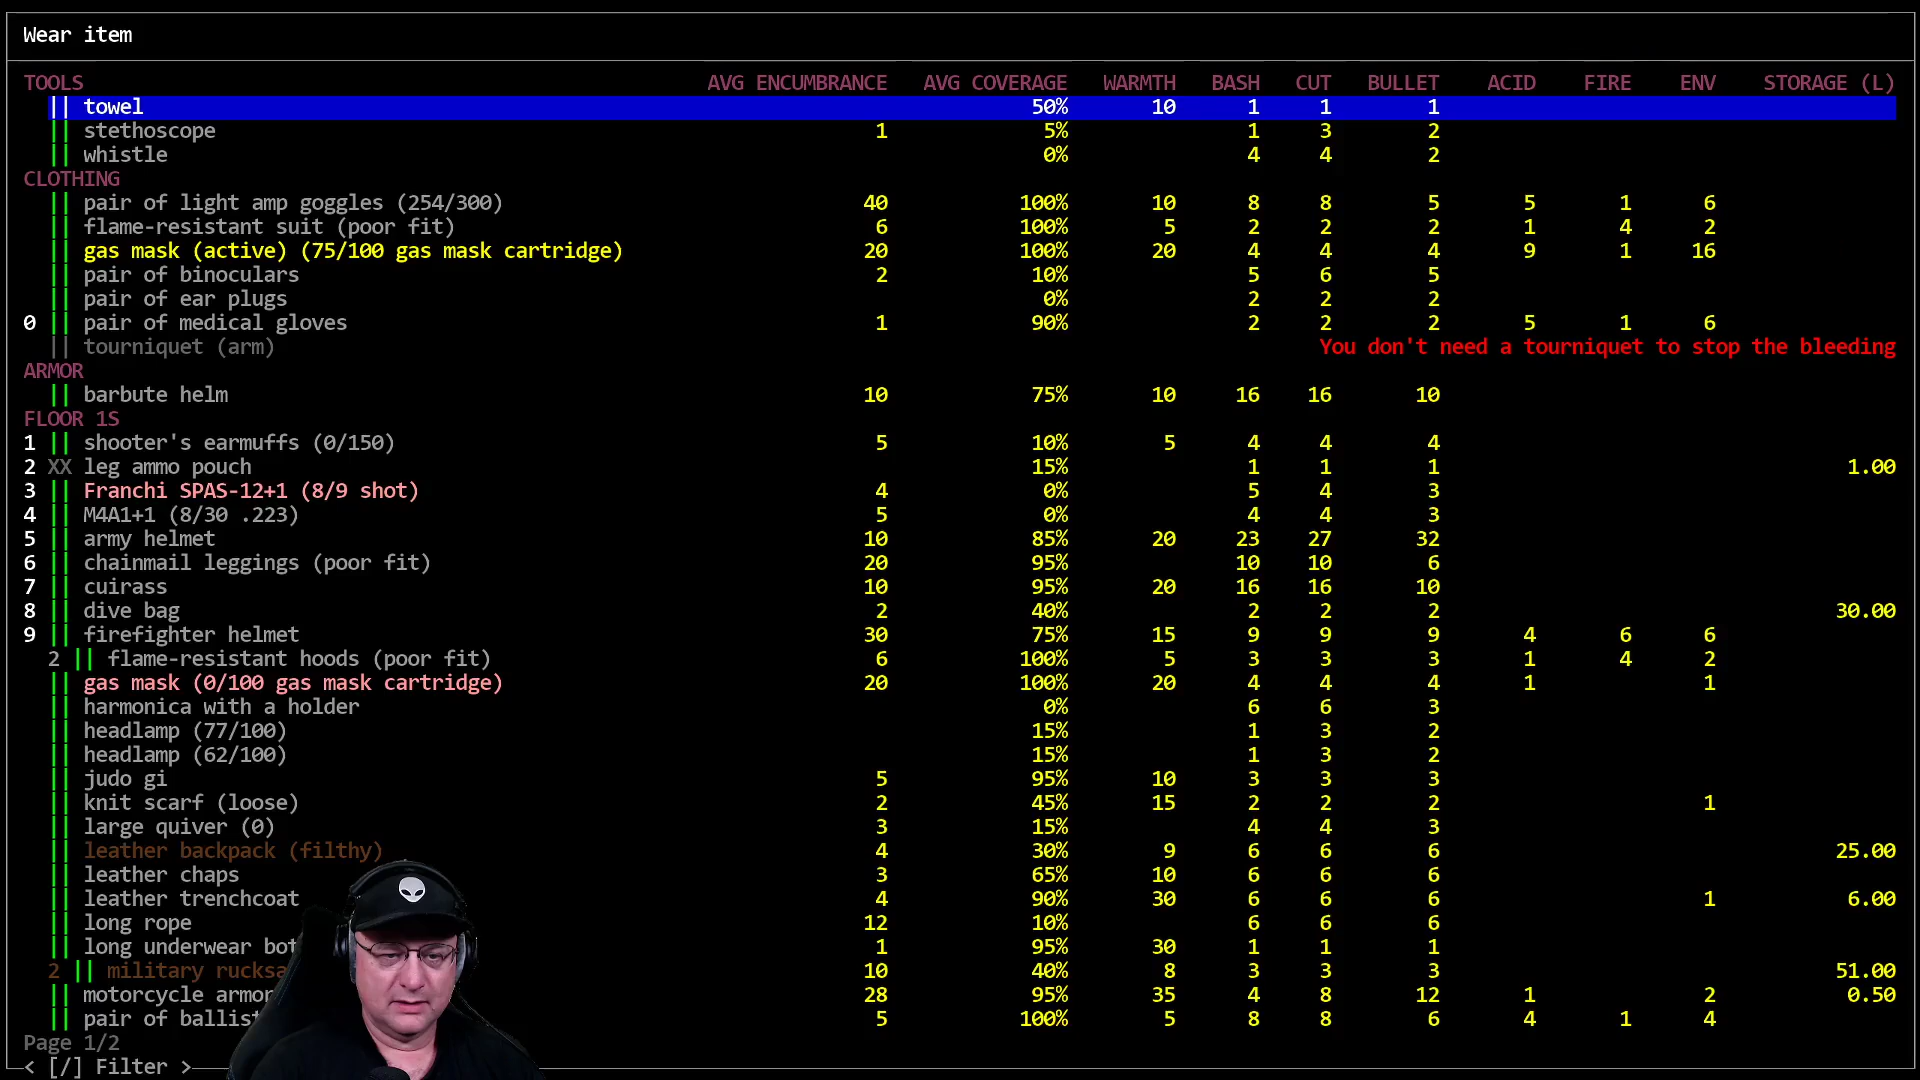 Wear item
TOOLS AVG ENCUMBRANCE AVG COVERAGE WARMTH BASH CUT BULLET ACID FIRE ENV STORAGE (L)
|| towel 50% 10 1 1 1
|| stethoscope 1 5% 1 3 2
|| whistle 0% 4 4 2
CLOTHING
|| pair of light amp goggles (254/300) 40 100% 10 8 8 5 5 1 6
|| flame-resistant suit (poor fit) 6 100% 5 2 2 2 1 4 2
|| gas mask (active) (75/100 gas mask cartridge) 20 100% 20 4 4 4 9 1 16
|| pair of binoculars 2 10% 5 6 5
|| pair of ear plugs 0% 2 2 2
0 || pair of medical gloves 1 90% 2 2 2 5 1 6
|| tourniquet (arm) You don't need a tourniquet to stop the bleeding
ARMOR
|| barbute helm 10 75% 10 16 16 10
FLOOR 1S
1 || shooter's earmuffs (0/150) 5 10% 5 4 4 4
2 XX leg ammo pouch 15% 1 1 1 1.00
3 || Franchi SPAS-12+1 (8/9 shot) 4 0% 5 4 3
4 || M4A1+1 (8/30 .223) 5 0% 4 4 3
5 || army helmet 10 85% 20 23 27 32
6 || chainmail leggings (poor fit) 20 95% 10 10 6
7 || cuirass 10 95% 20 16 16 10
8 || dive bag 2 40% 2 2 2 30.00
9 || firefighter helmet 30 75% 15 9 9 9 4 6 6
2 || flame-resistant hoods (poor fit) 6 100% 5 3 3 3 1 4 2
|| gas mask (0/100 gas mask cartridge) 20 100% 20 4 4 4 1 1
|| harmonica with a holder 0% 6 6 3
|| headlamp (77/100) 15% 1 3 2
|| headlamp (62/100) 15% 1 3 2
|| judo gi 5 95% 10 3 3 3
|| knit scarf (loose) 2 45% 15 2 2 2 1
|| large quiver (0) 3 15% 4 4 3
|| leather backpack (filthy) 4 30% 9 6 6 6 25.00
|| leather chaps 3 65% 10 6 6 6
|| leather trenchcoat 4 90% 30 6 6 6 1 6.00
|| long rope 12 10% 6 6 6
|| long underwear bot 1 95% 30 1 1 1
2 || military rucksa 10 40% 8 3 3 3 51.00
|| motorcycle armor 28 95% 35 4 8 12 1 2 0.50
|| pair of ballist 5 100% 5 8 8 6 4 1 4
Page 1/2
< [/] Filter >